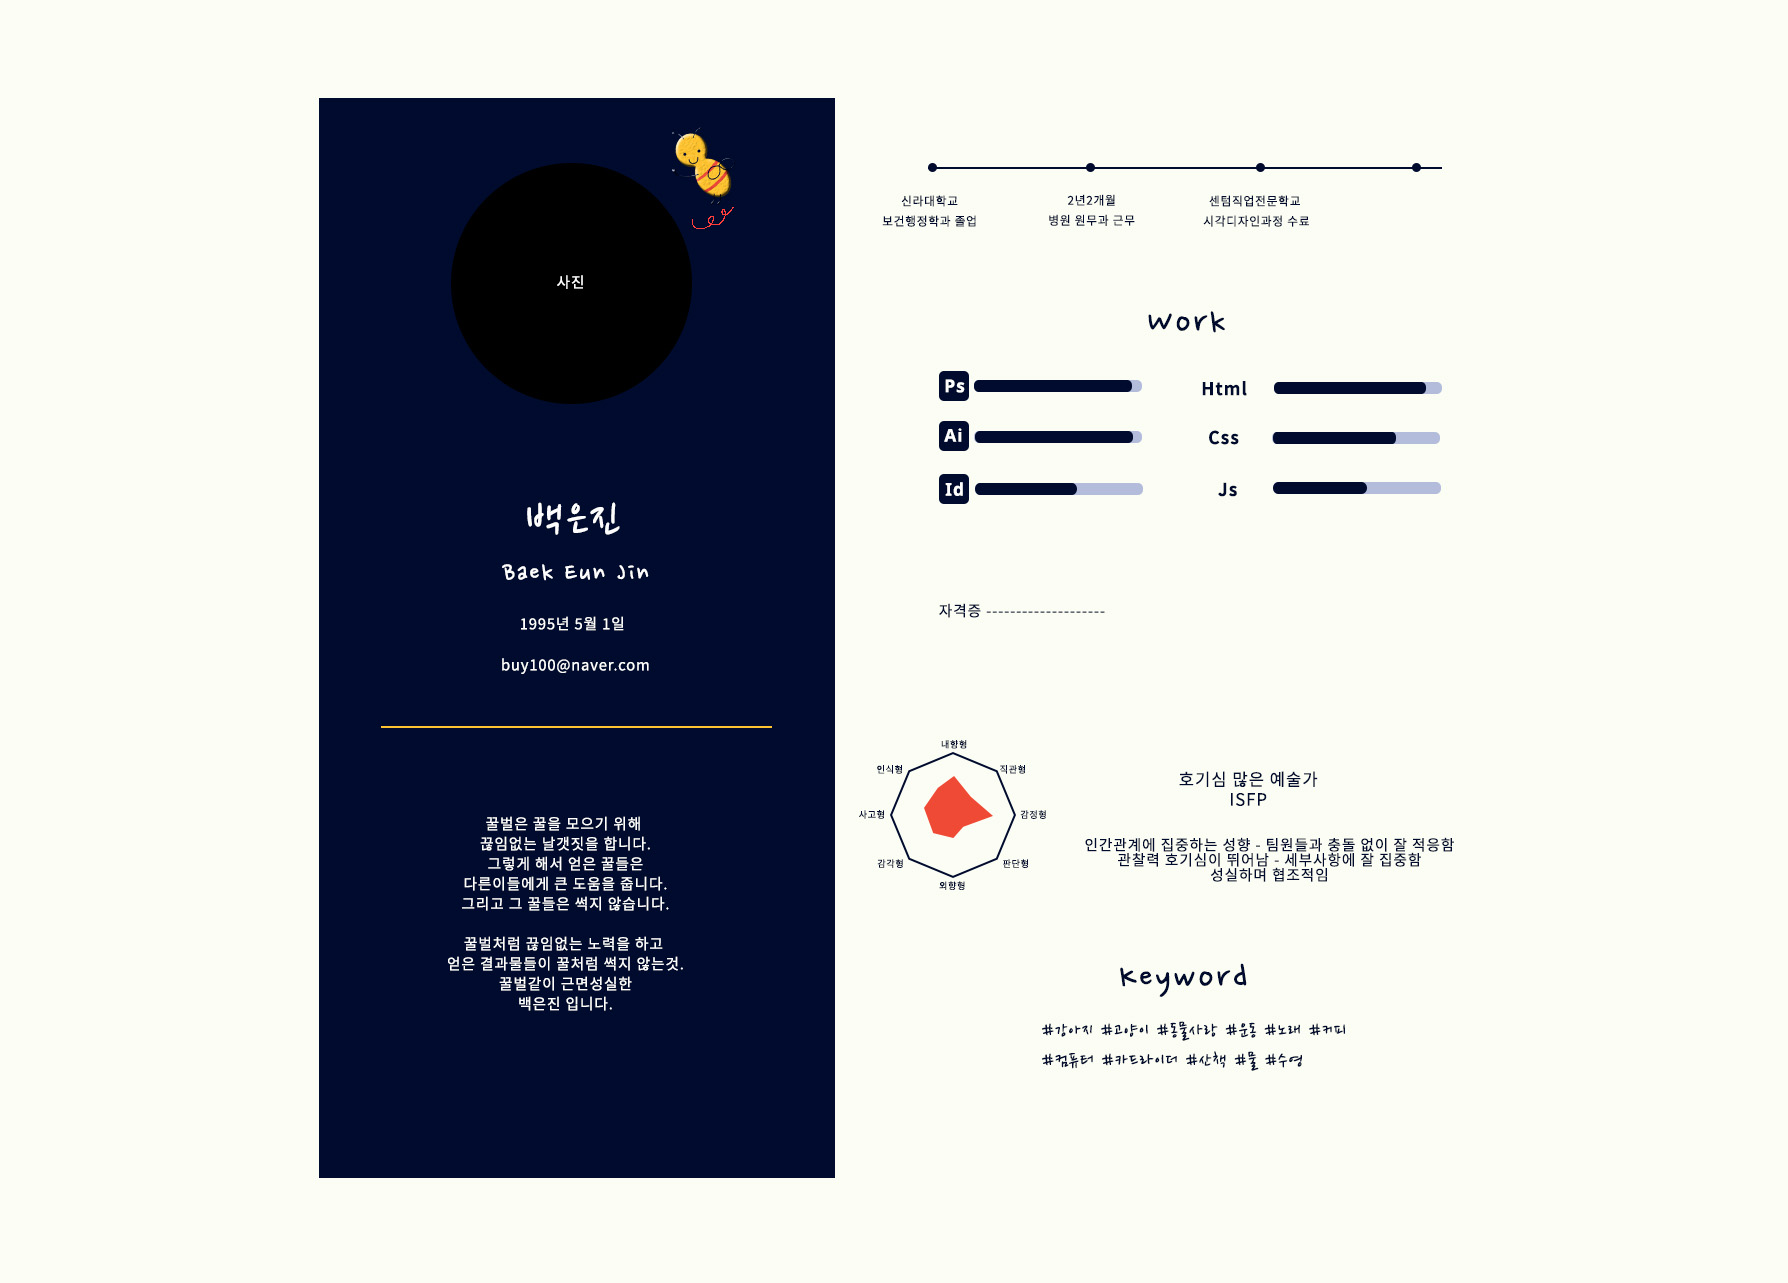 사진
백은진
Baek Eun Jin
1995년 5월 1일
buy100@naver.com
꿀벌은 꿀을 모으기 위해
끊임없는 날갯짓을 합니다.
그렇게 해서 얻은 꿀들은
다른이들에게 큰 도움을 줍니다.
그리고 그 꿀들은 썩지 않습니다.
꿀벌처럼 끊임없는 노력을 하고
얻은 결과물들이 꿀처럼 썩지 않는것.
꿀벌같이 근면성실한
백은진 입니다.
신라대학교
보건행정학과 졸업
2년2개월
병원 원무과 근무
센텀직업전문학교
시각디자인과정 수료
Work
Ps
Ai
Id
Html
Css
Js
자격증 --------------------
내향형
직관형
감정형
판단형
외향형
감각형
사고형
인식형
호기심 많은 예술가
ISFP
인간관계에 집중하는 성향 - 팀원들과 충돌 없이 잘 적응함
관찰력 호기심이 뛰어남 - 세부사항에 잘 집중함
성실하며 협조적임
Keyword
#강아지 #고양이 #동물사랑 #운동 #노래 #커피
#컴퓨터 #카트라이더 #산책 #물 #수영